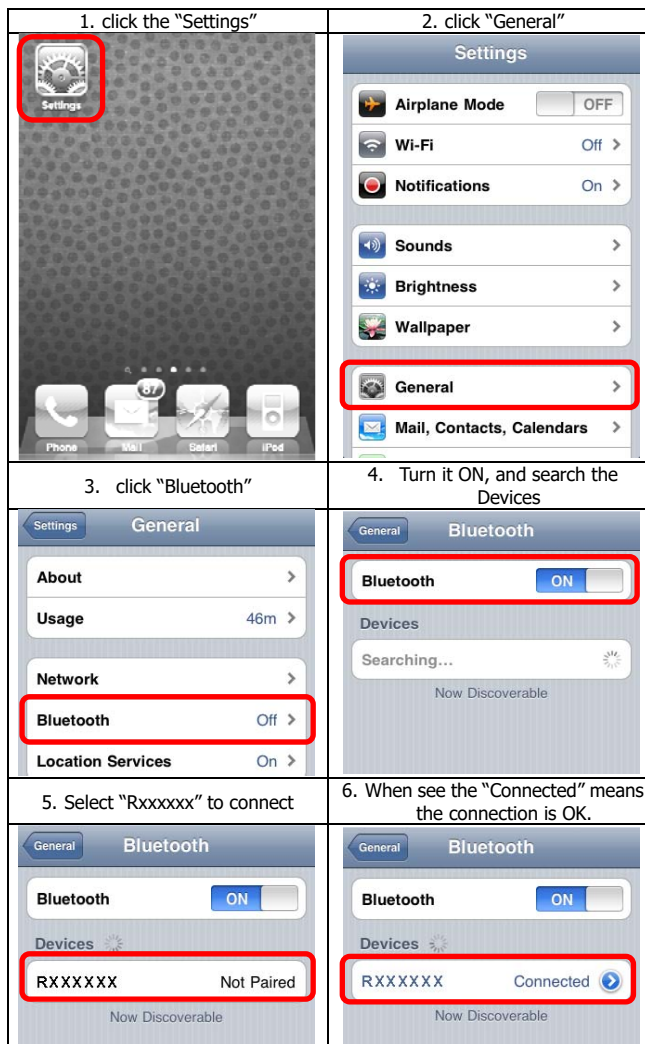 1. click the “Settings”
Settings
87
Phone
Mail
Safari
iPod
2. click “General”
Settings
Airplane Mode OFF
Wi-Fi Off
Notifications On
Sounds
Brightness
Wallpaper
General
Mail, Contacts, Calendars
3. click “Bluetooth”
Settings General
About
Usage 46m
Network
Bluetooth Off
Location Services On
4. Turn it ON, and search the
Devices
General Bluetooth
Bluetooth ON
Devices
Searching...
Now Discoverable
5. Select “Rxxxxxx” to connect
General Bluetooth
Bluetooth ON
Devices
RXXXXXX Not Paired
Now Discoverable
6. When see the “Connected” means
the connection is OK.
General Bluetooth
Bluetooth ON
Devices
RXXXXXX Connected
Now Discoverable